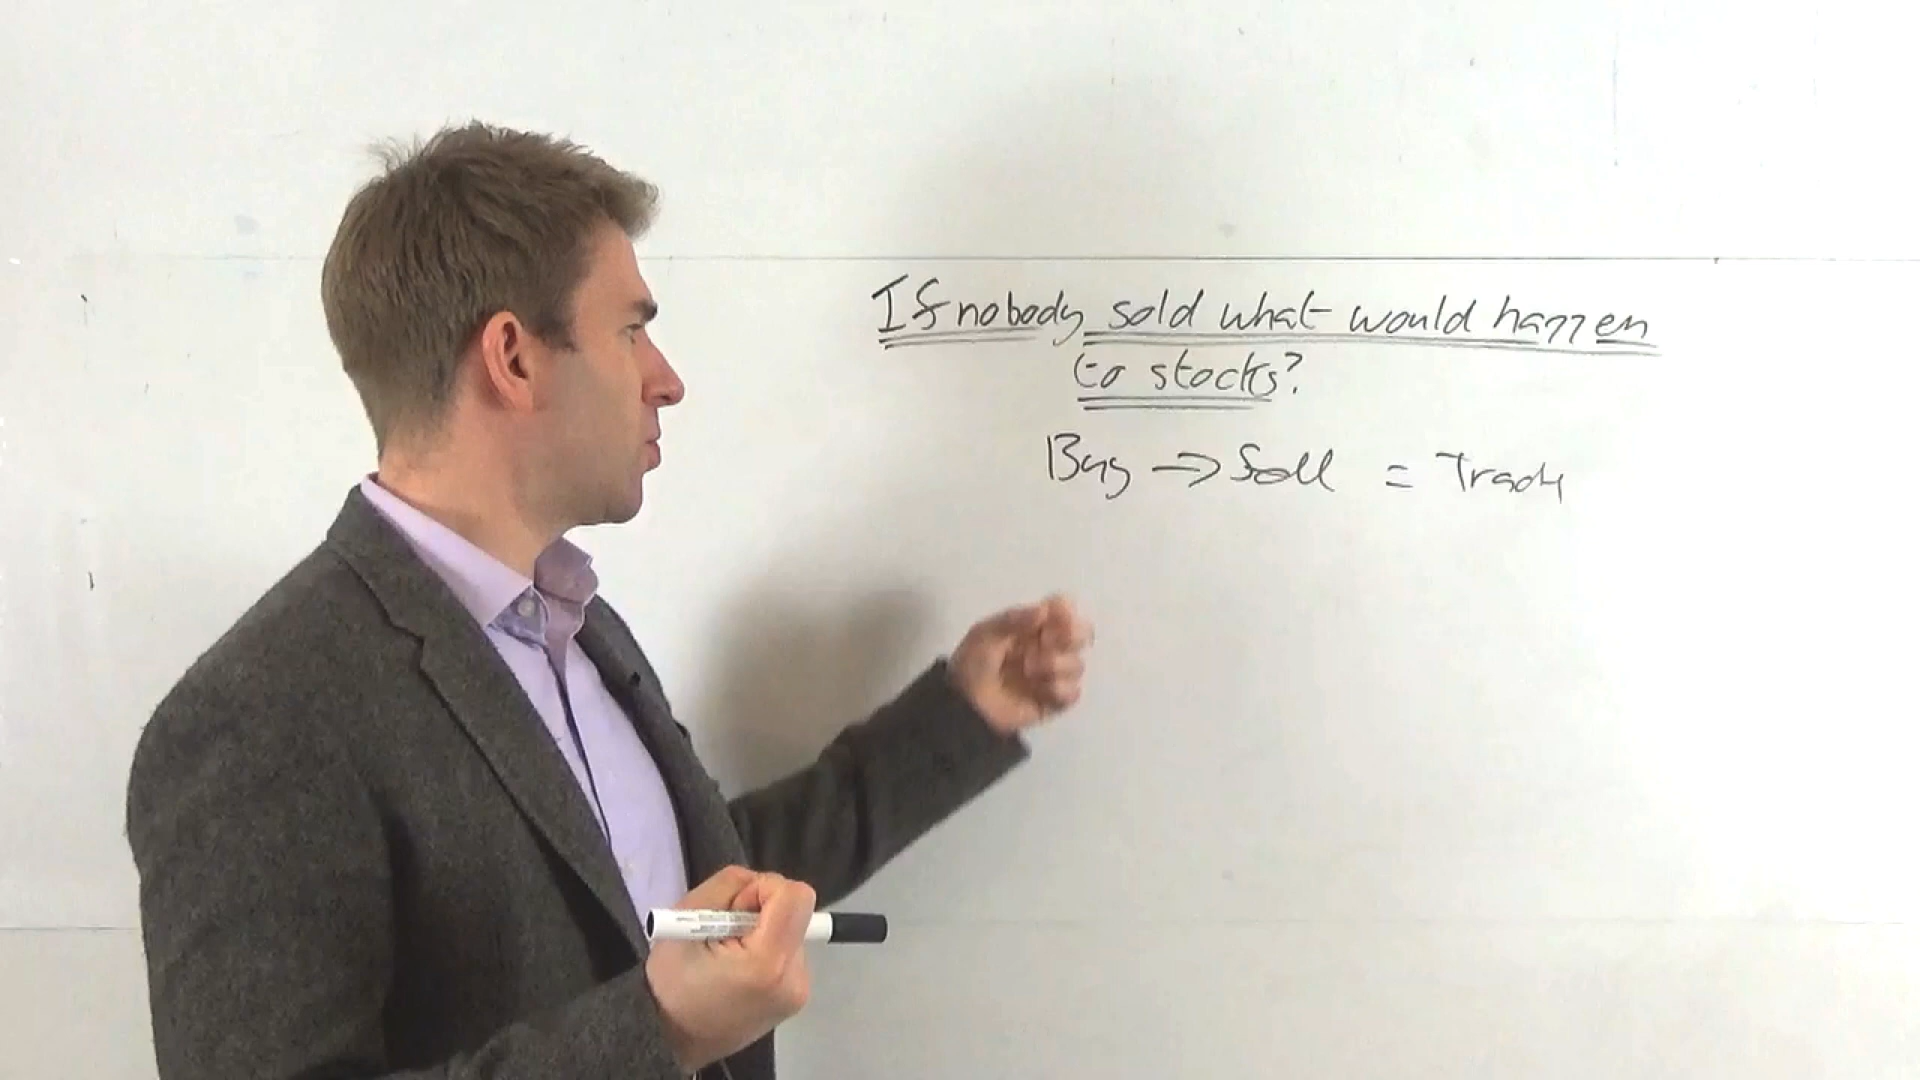 If nobody sold what would happen
to stocks?
Buy → Sell = Trade